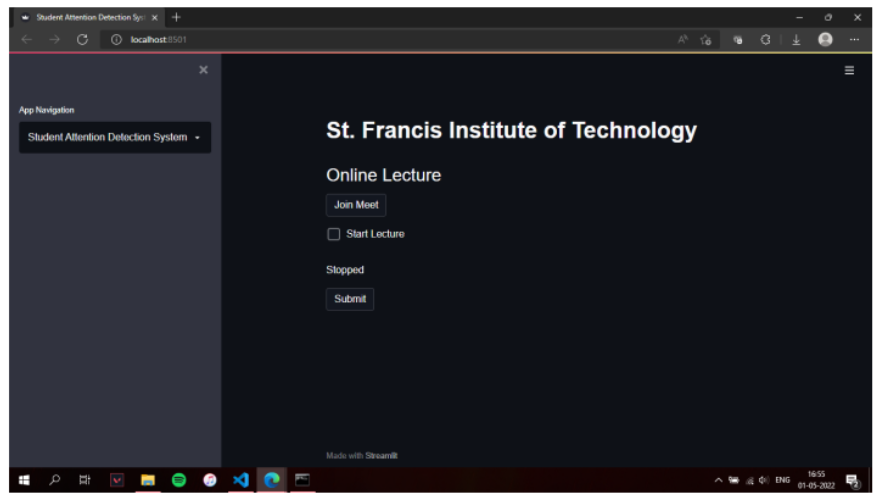 Student Attention Detection Syst
localhost:8501
App Navigation
Student Attention Detection System
St. Francis Institute of Technology
Online Lecture
Join Meet
Start Lecture
Stopped
Submit
Made with Streamlit
ENG
16:55
01-05-2022